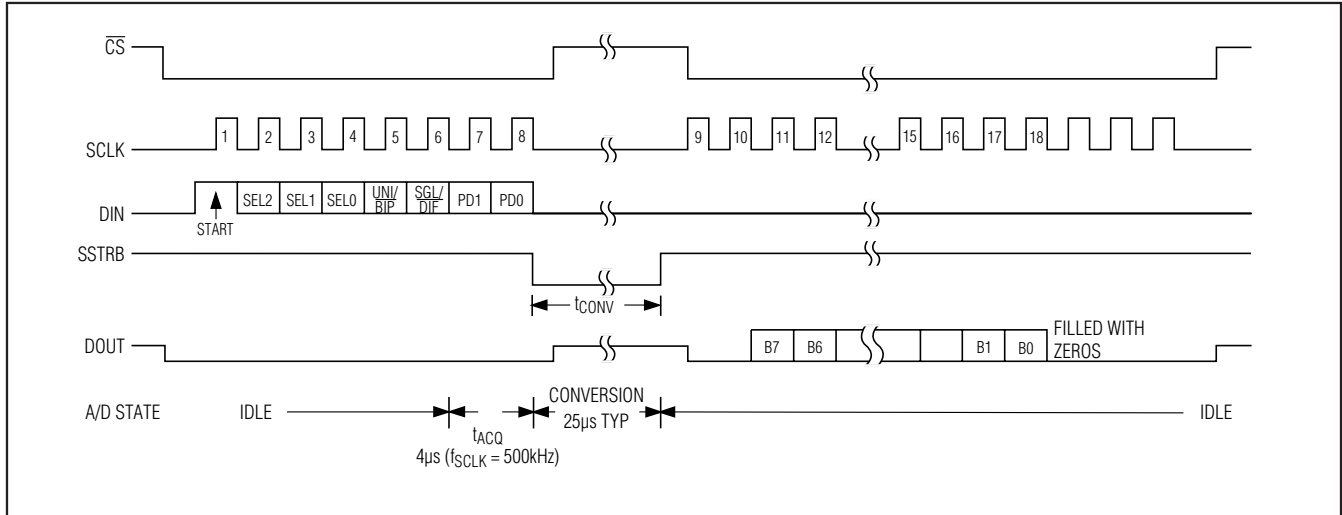 CS
SCLK
1 2 3 4 5 6 7 8 9 10 11 12 15 16 17 18
DIN
SEL2 SEL1 SEL0 UNI/BIP SGL/DIF PD1 PD0
START
SSTRB
tCONV
DOUT
B7 B6 B1 B0
FILLED WITH
ZEROS
A/D STATE IDLE CONVERSION IDLE
25µs TYP
tACQ
4µs (fSCLK = 500kHz)